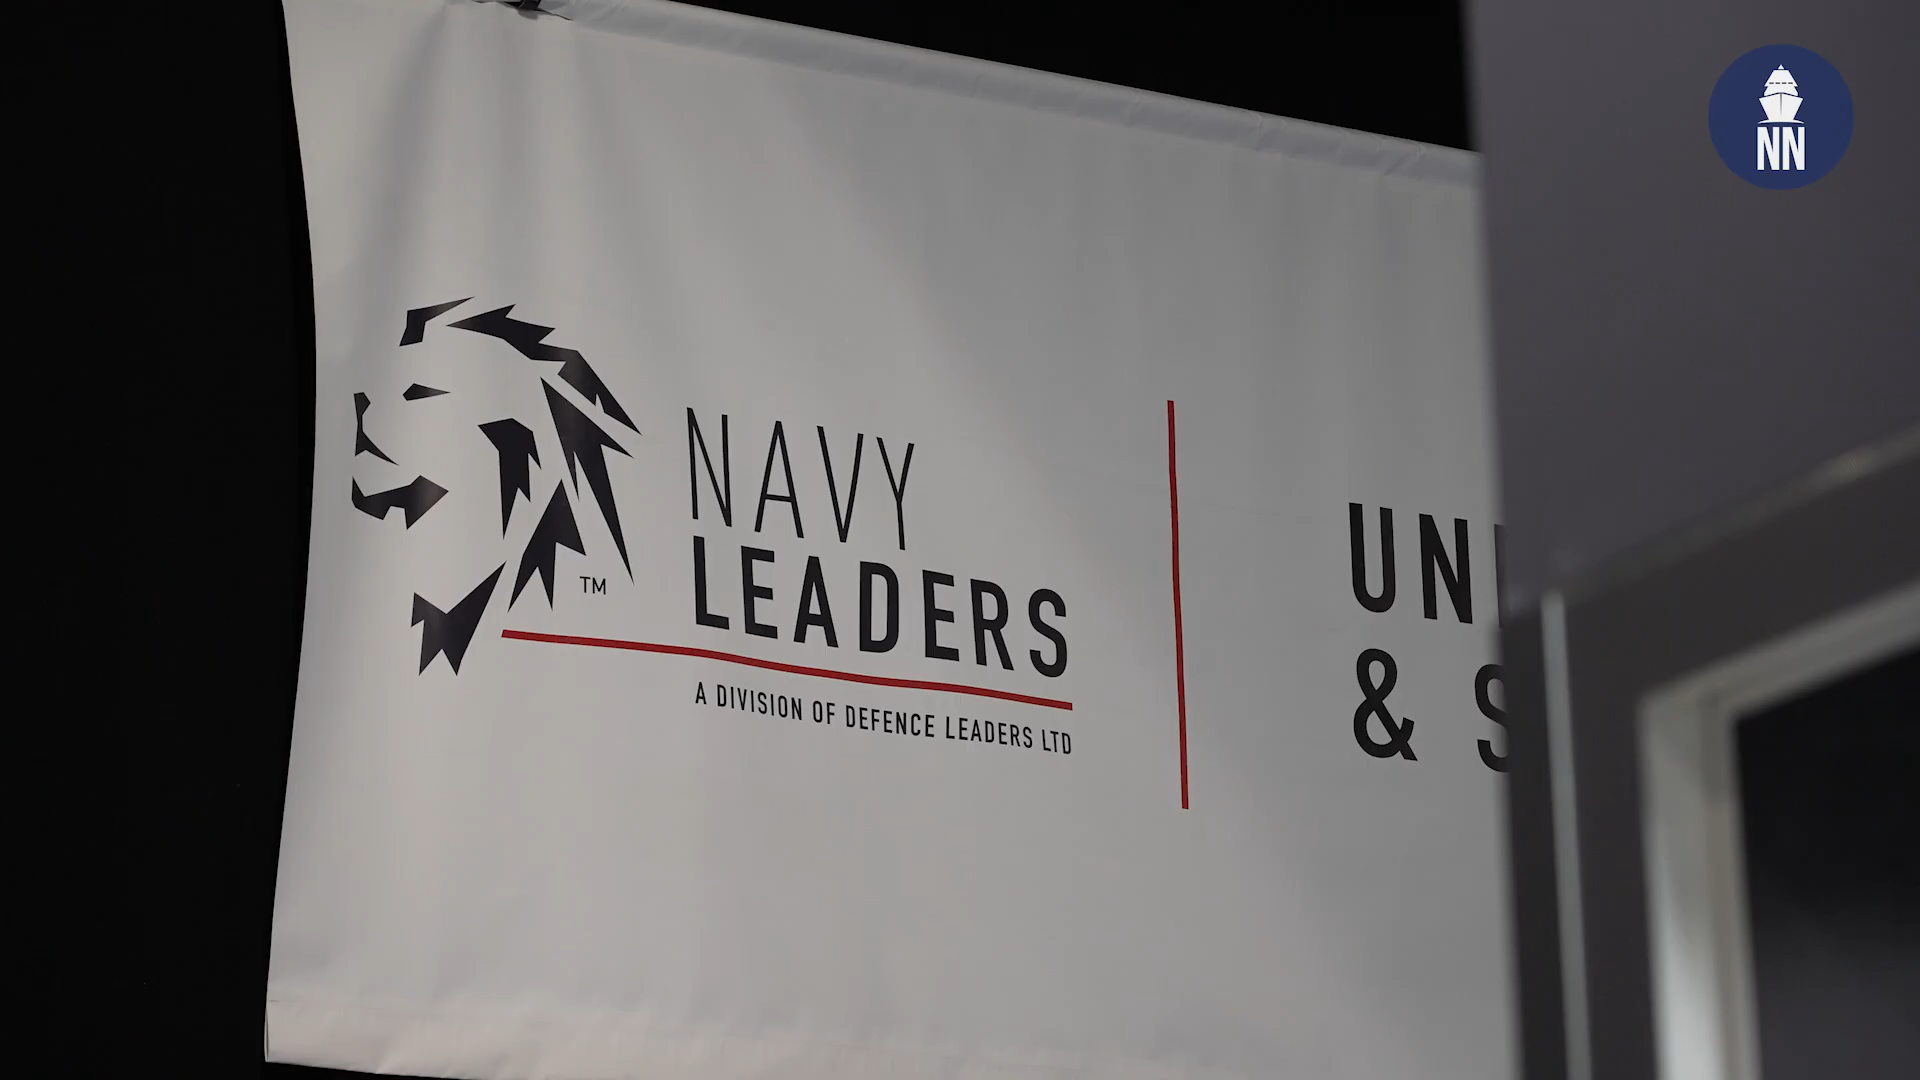 NN
NAVY
LEADERS
TM
A DIVISION OF DEFENCE LEADERS LTD
&